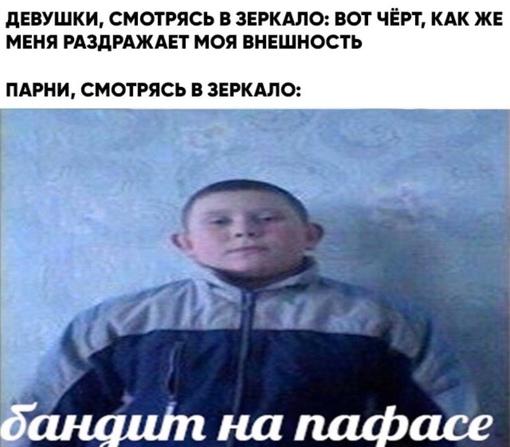 ДЕВУШКИ, СМОТРЯСЬ В ЗЕРКАЛО: ВОТ ЧЁРТ, КАК ЖЕ
МЕНЯ РАЗДРАЖАЕТ МОЯ ВНЕШНОСТЬ
ПАРНИ, СМОТРЯСЬ В ЗЕРКАЛО:
бандит на пафасе